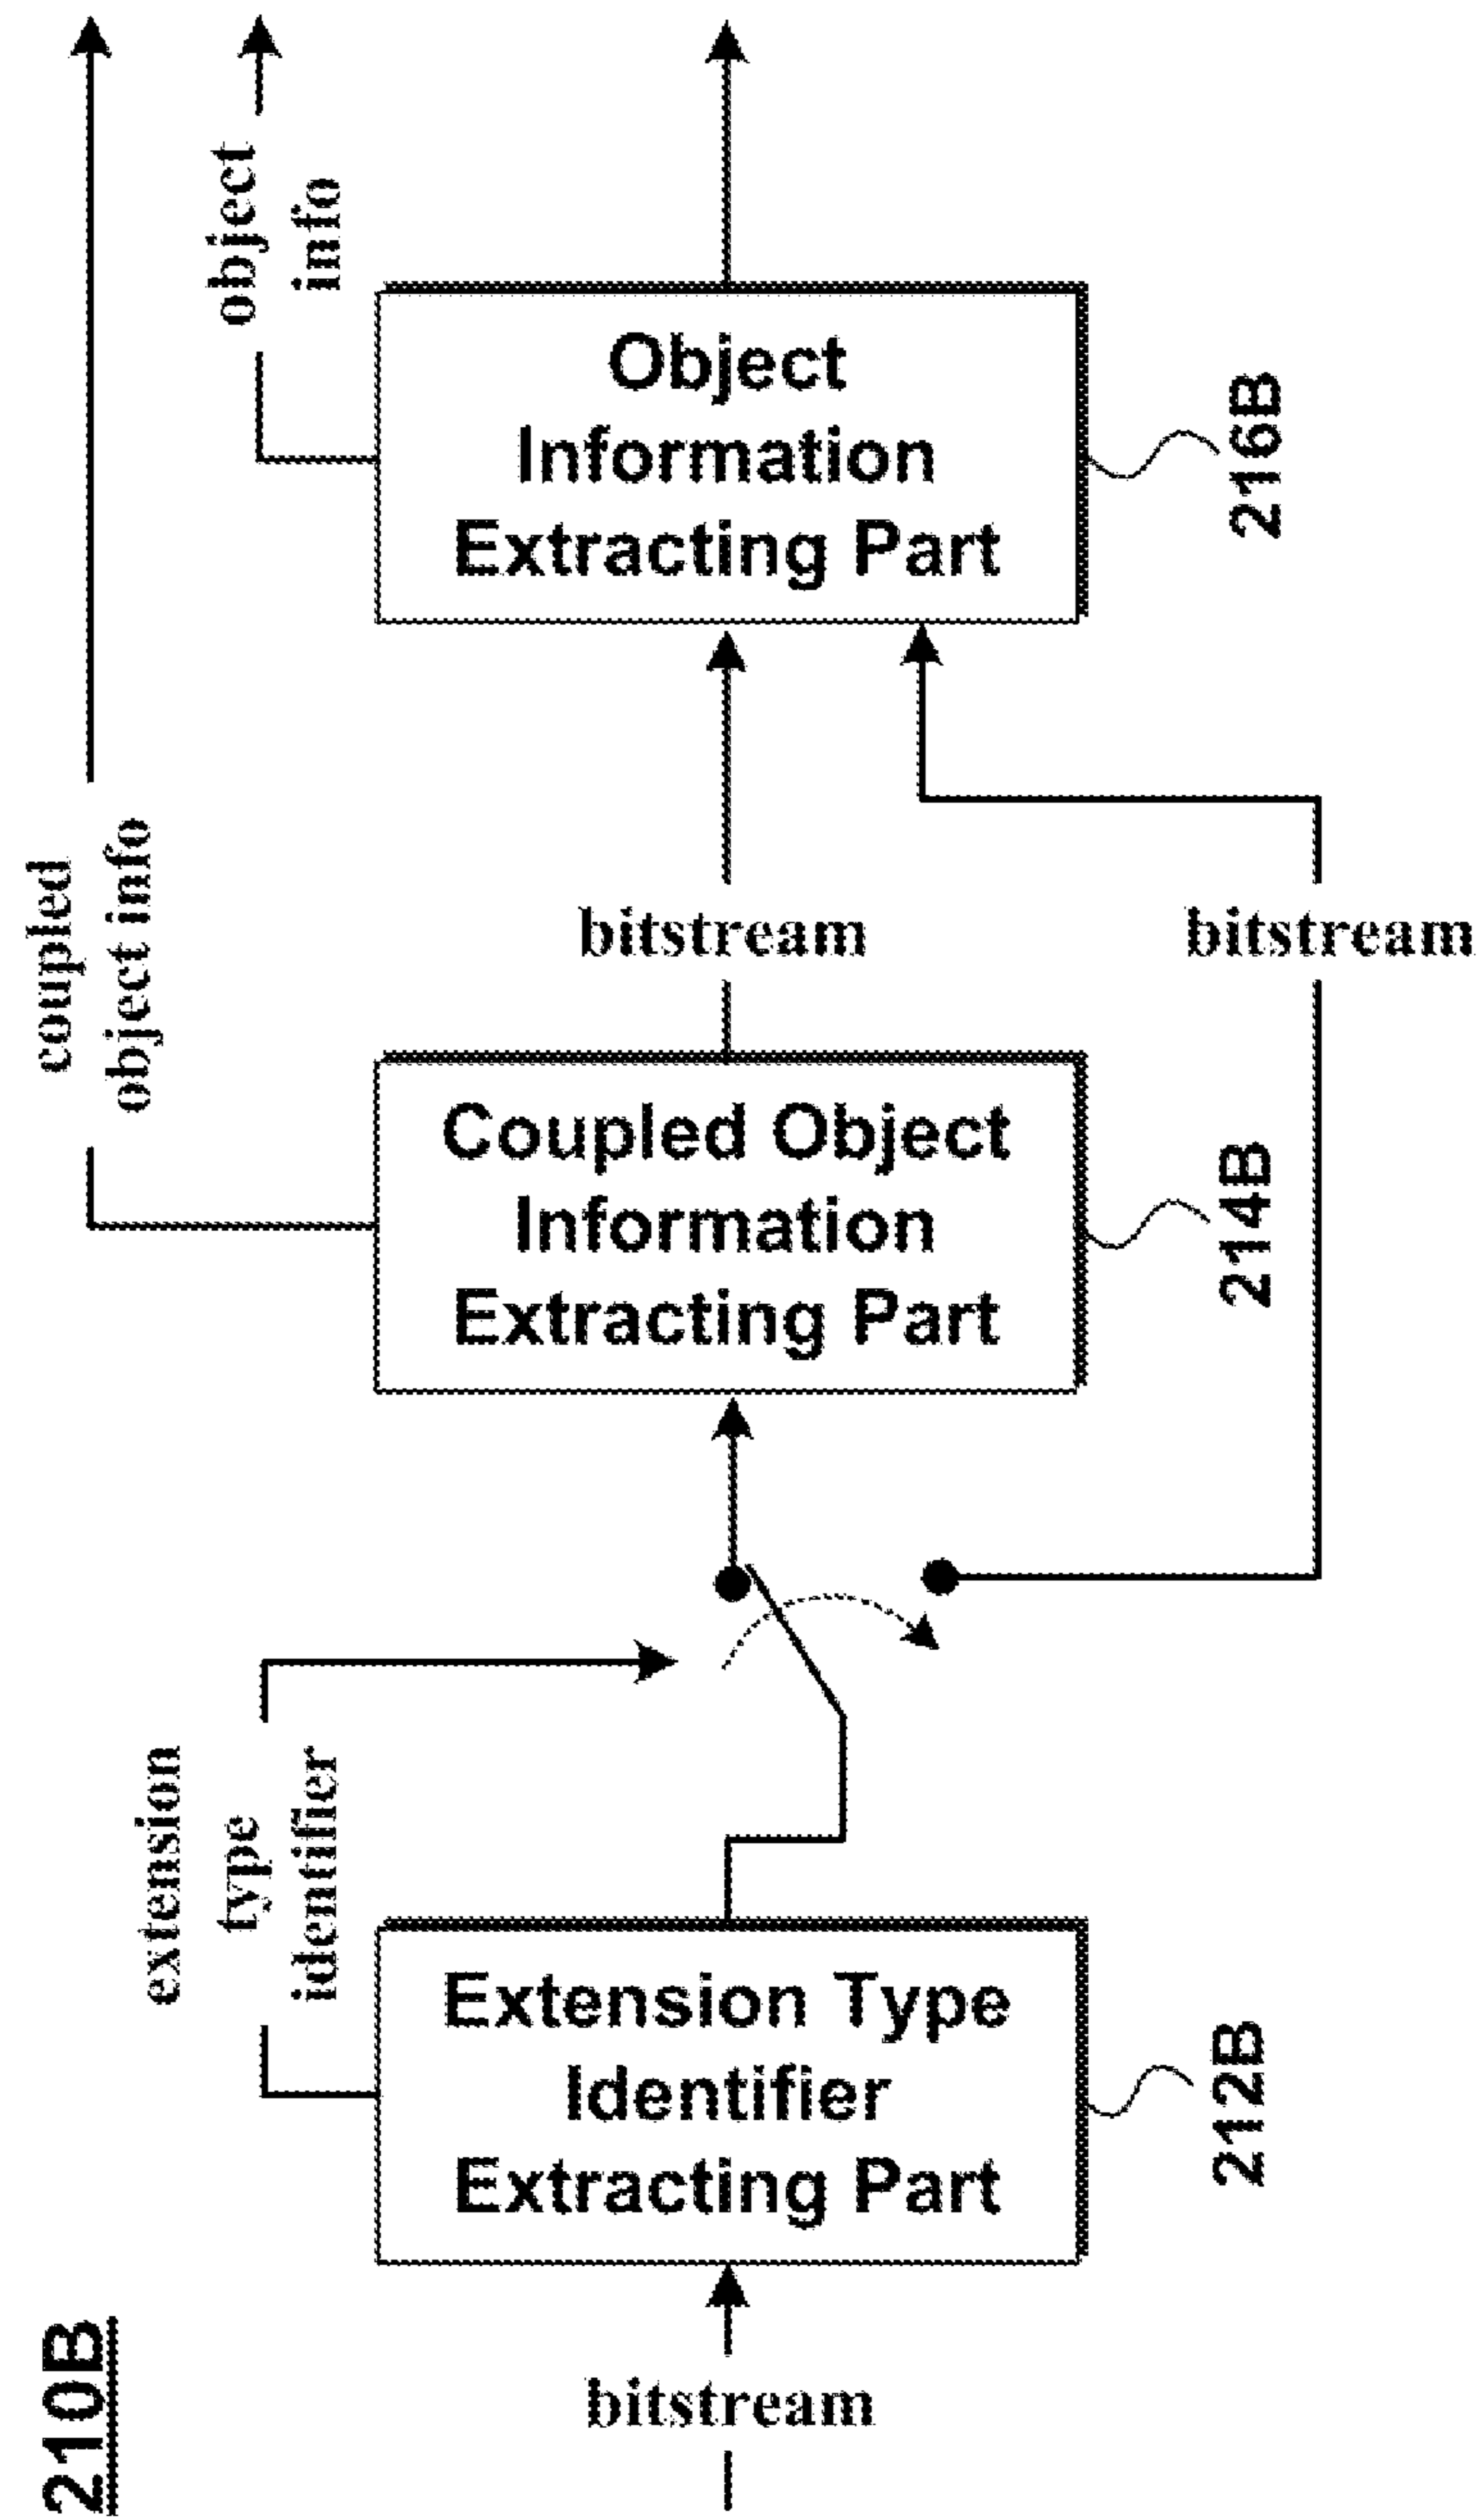 object
info
Object
Information
Extracting Part
216B
coupled
object info
bitstream
bitstream
Coupled Object
Information
Extracting Part
214B
extension
type
identifier
Extension Type
Identifier
Extracting Part
212B
210B
bitstream